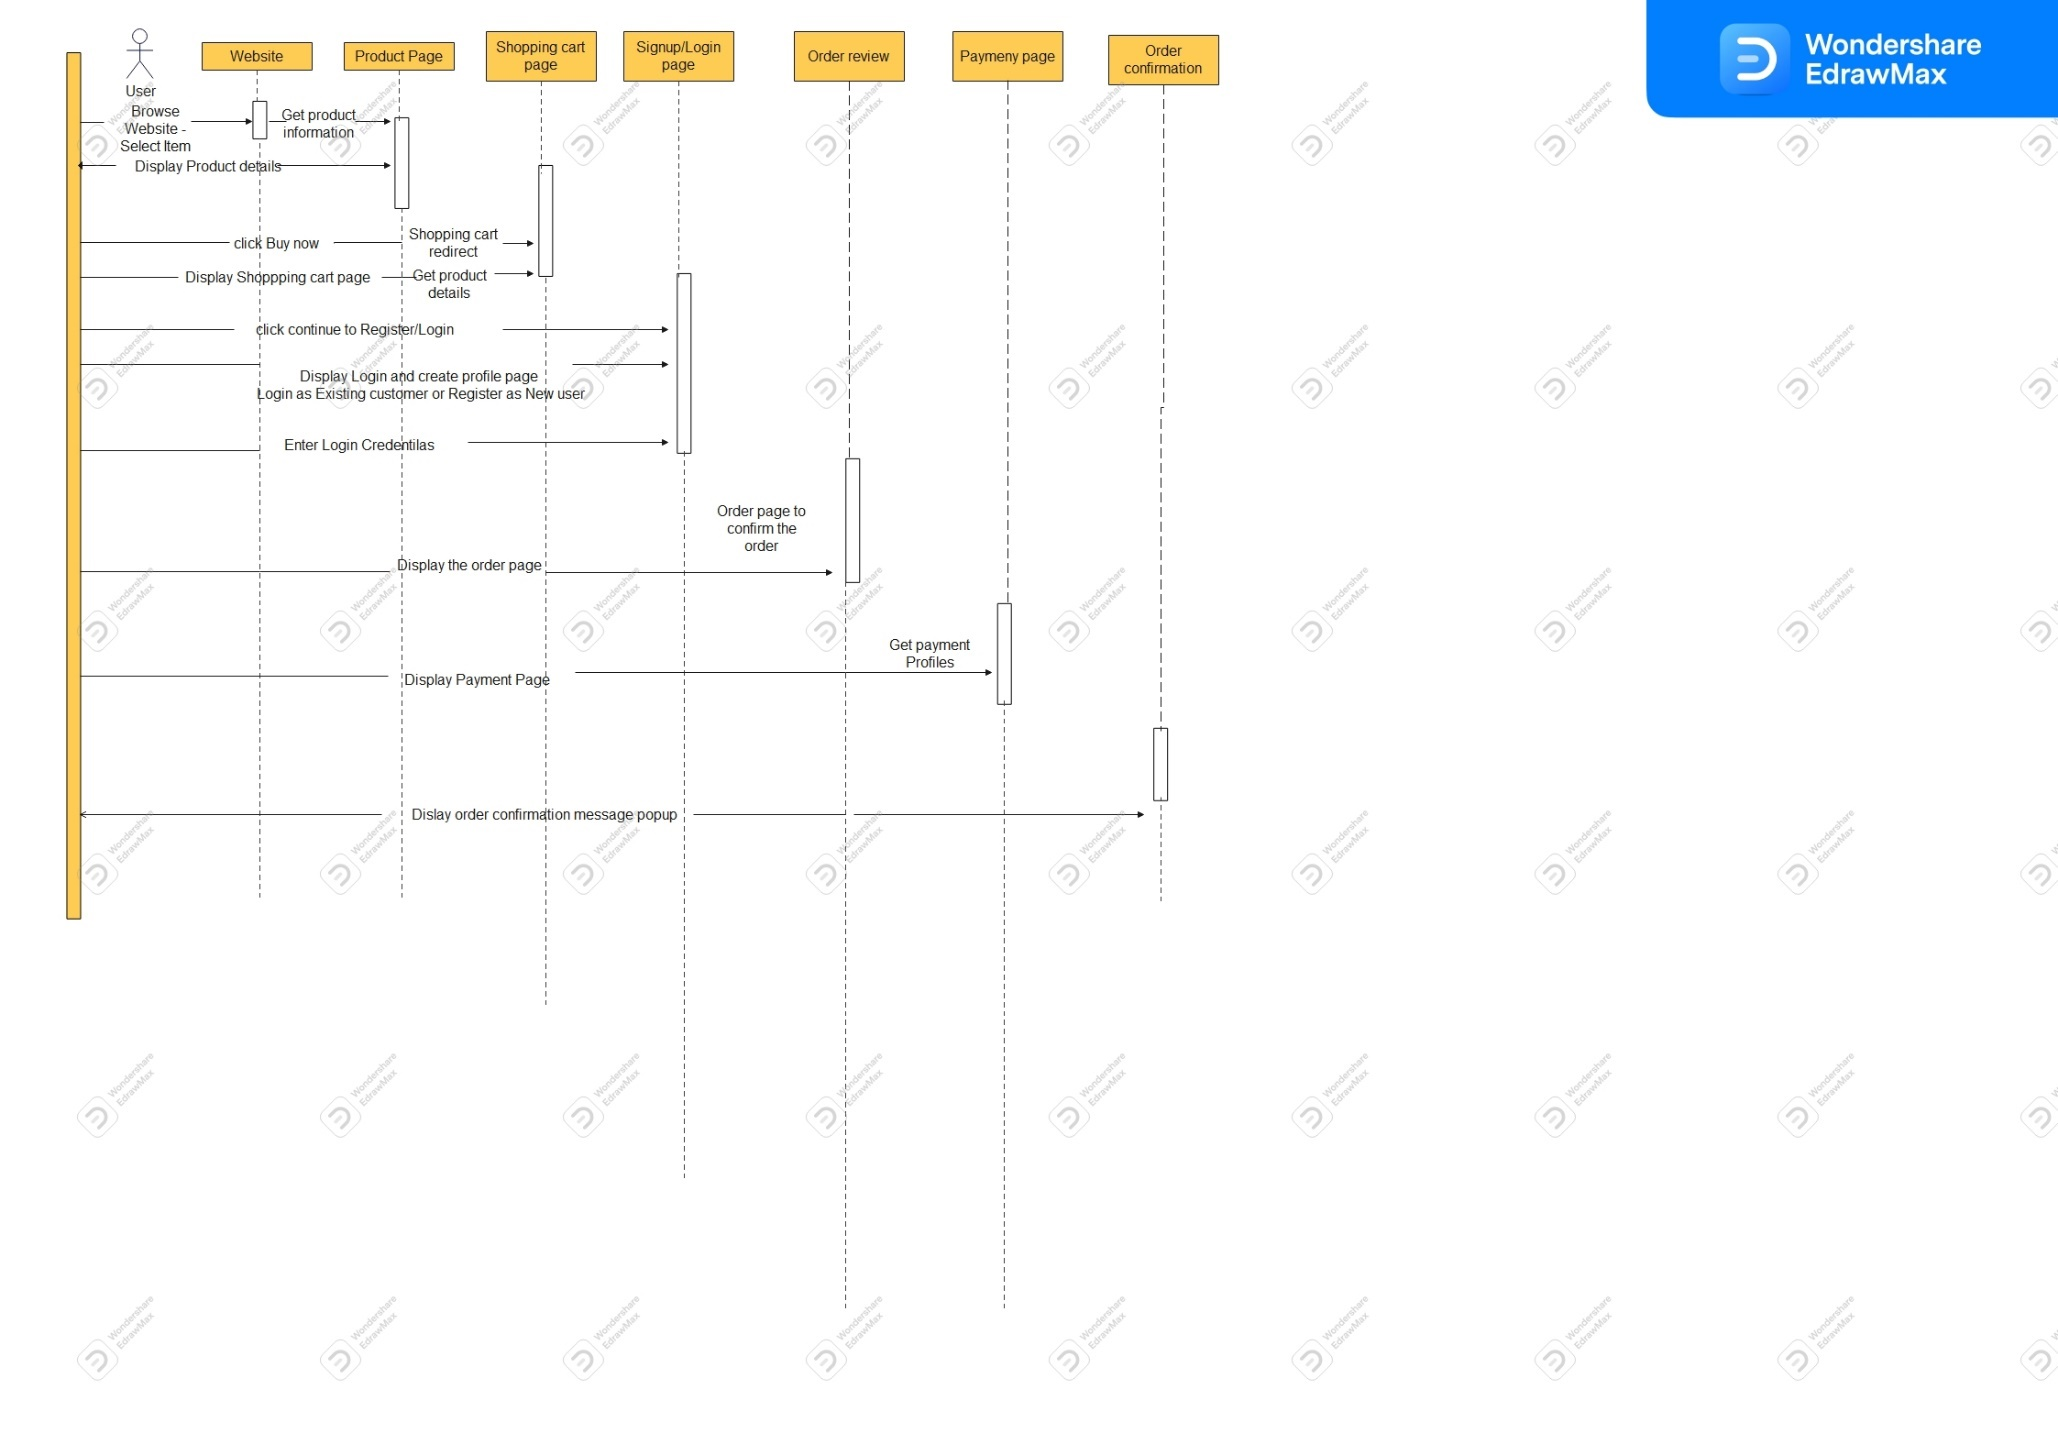 Wondershare
EdrawMax
User
Website
Product Page
Shopping cart
page
Signup/Login
page
Order review
Paymeny page
Order
confirmation
Browse
Website -
Select Item
Get product
information
Display Product details
click Buy now
Shopping cart
redirect
Display Shoppping cart page
Get product
details
click continue to Register/Login
Display Login and create profile page
Login as Existing customer or Register as New user
Enter Login Credentilas
Order page to
confirm the
order
Display the order page
Get payment
Profiles
Display Payment Page
Dislay order confirmation message popup